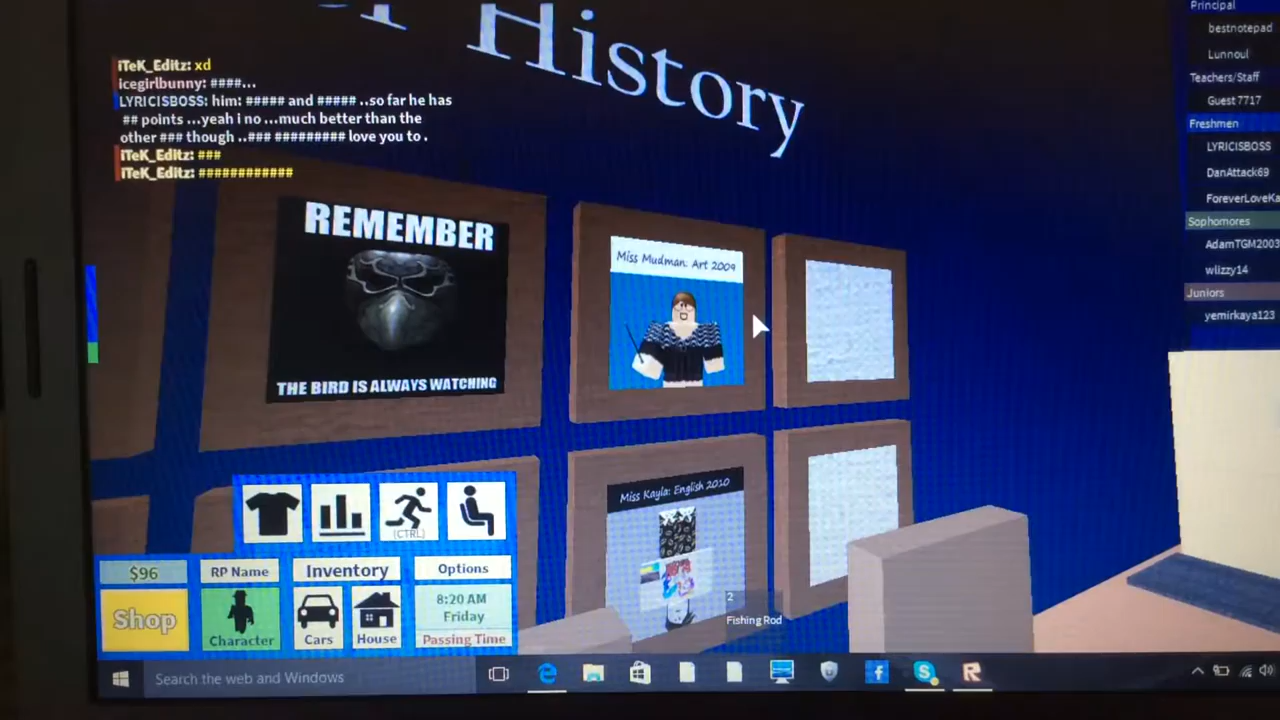 History
iTeK_Editz: xd
icegirlbunny: ####...
LYRICISBOSS: him: ##### and ##### ..so far he has
## points ...yeah i no ...much better than the
other ### though ..### ######### love you to .
iTeK_Editz: ###
iTeK_Editz: ############
Principal
bestnotepad
Lunnoul
Teachers/Staff
Guest 7717
Freshmen
LYRICISBOSS
DanAttack69
ForeverLoveKa
Sophomores
AdamTGM2003
wlizzy14
Juniors
yemirkaya123
REMEMBER
THE BIRD IS ALWAYS WATCHING
Miss Mudman: Art 2009
Miss Kayla: English 2010
(CTRL)
$96
RP Name
Inventory
Options
Shop
Character
Cars
House
8:20 AM
Friday
Passing Time
2
Fishing Rod
Search the web and Windows